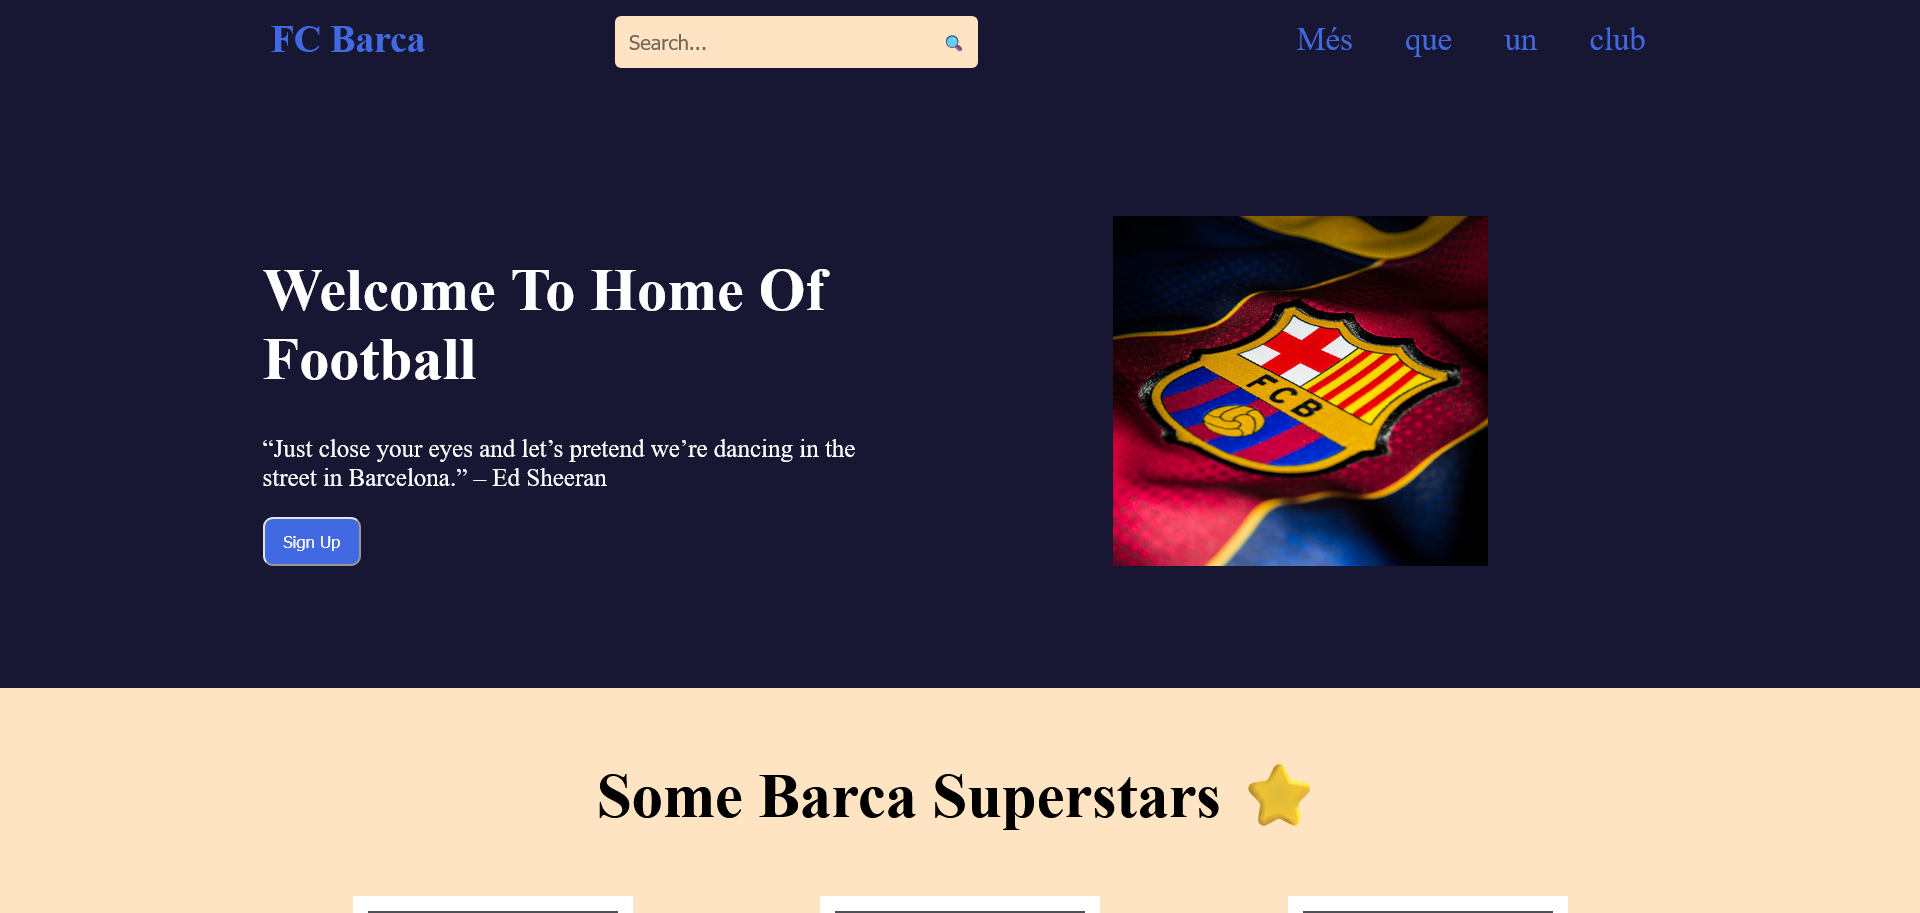 FC Barca
Search...
Més que un club
Welcome To Home Of
Football
“Just close your eyes and let’s pretend we’re dancing in the
street in Barcelona.” – Ed Sheeran
Sign Up
FCB
Some Barca Superstars